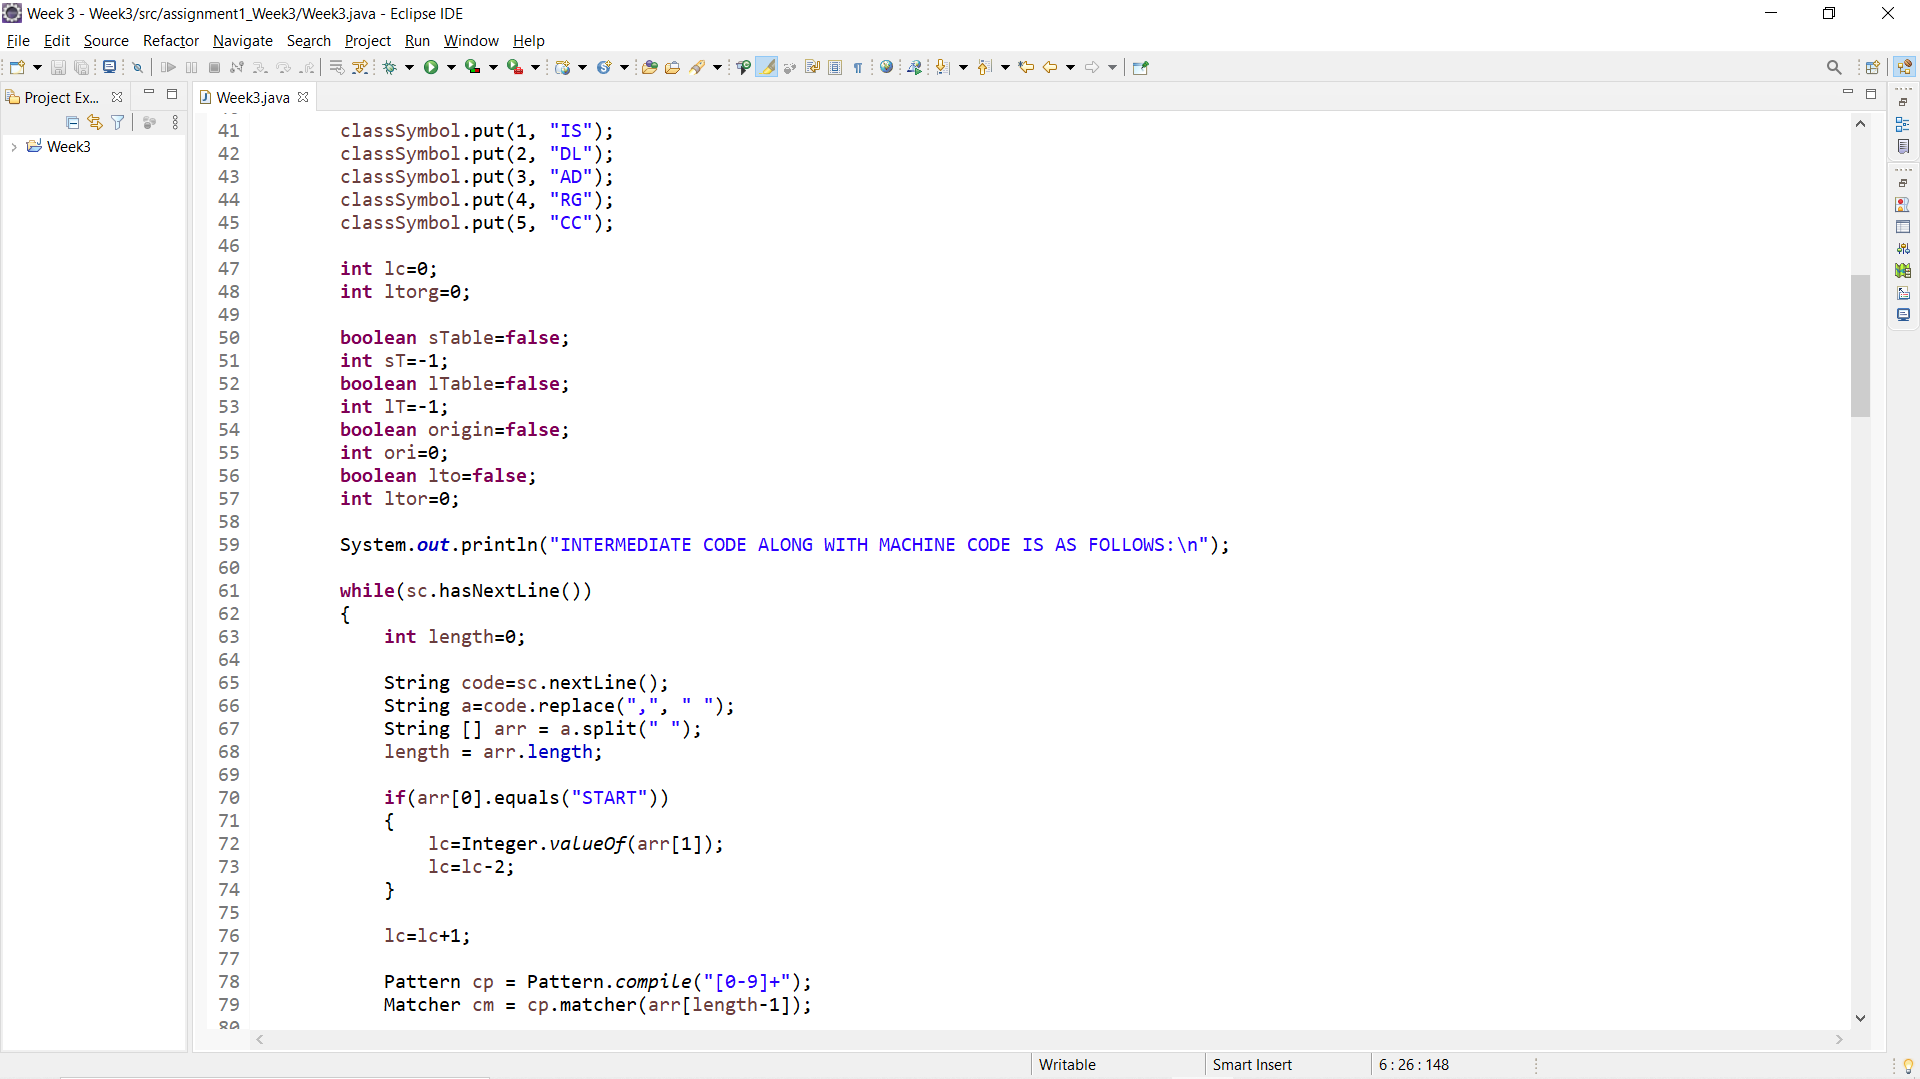 Week 3 - Week3/src/assignment1_Week3/Week3.java - Eclipse IDE
File Edit Source Refactor Navigate Search Project Run Window Help
Project Ex...
Week3.java
Week3
41 classSymbol.put(1, "IS");
42 classSymbol.put(2, "DL");
43 classSymbol.put(3, "AD");
44 classSymbol.put(4, "RG");
45 classSymbol.put(5, "CC");
46
47 int lc=0;
48 int ltorg=0;
49
50 boolean sTable=false;
51 int sT=-1;
52 boolean lTable=false;
53 int lT=-1;
54 boolean origin=false;
55 int ori=0;
56 boolean lto=false;
57 int ltor=0;
58
59 System.out.println("INTERMEDIATE CODE ALONG WITH MACHINE CODE IS AS FOLLOWS:\n");
60
61 while(sc.hasNextLine())
62 {
63 int length=0;
64
65 String code=sc.nextLine();
66 String a=code.replace(",", " ");
67 String [] arr = a.split(" ");
68 length = arr.length;
69
70 if(arr[0].equals("START"))
71 {
72 lc=Integer.valueOf(arr[1]);
73 lc=lc-2;
74 }
75
76 lc=lc+1;
77
78 Pattern cp = Pattern.compile("[0-9]+");
79 Matcher cm = cp.matcher(arr[length-1]);
80
Writable Smart Insert 6 : 26 : 148